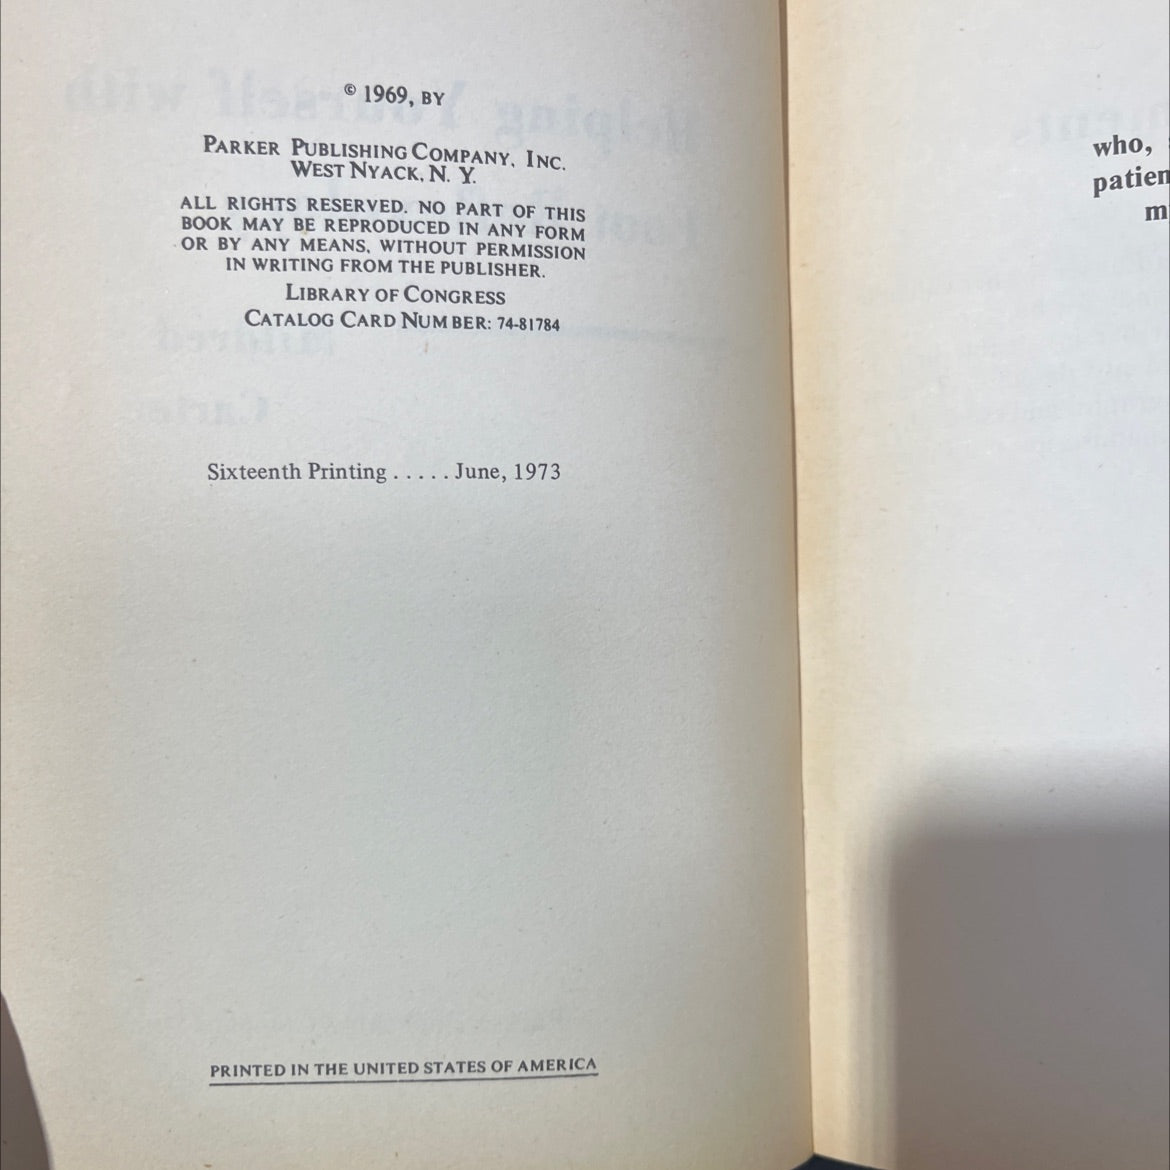 © 1969, BY
PARKER PUBLISHING COMPANY, INC.
WEST NYACK, N. Y.
ALL RIGHTS RESERVED. NO PART OF THIS
BOOK MAY BE REPRODUCED IN ANY FORM
OR BY ANY MEANS, WITHOUT PERMISSION
IN WRITING FROM THE PUBLISHER.
LIBRARY OF CONGRESS
CATALOG CARD NUMBER: 74-81784
Sixteenth Printing ..... June, 1973
PRINTED IN THE UNITED STATES OF AMERICA
who,
patien
m